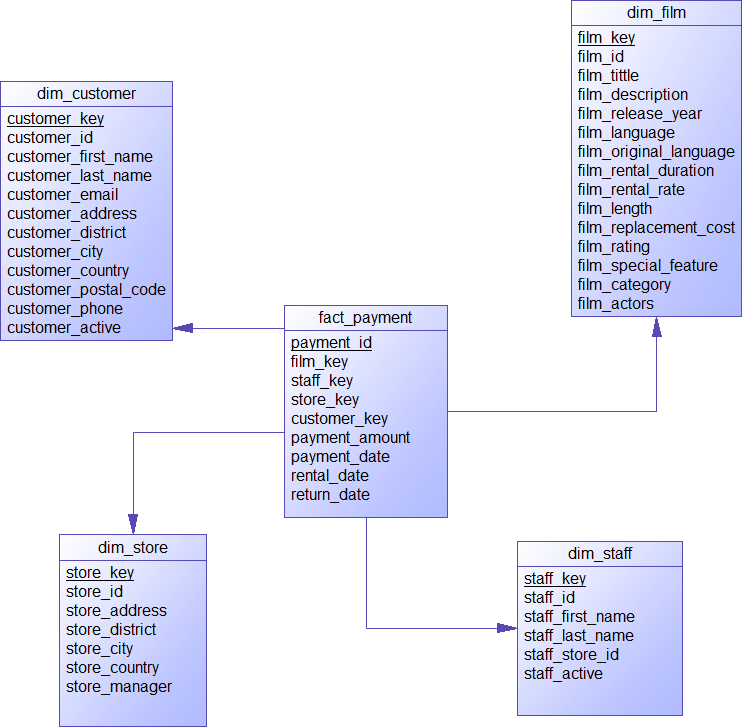 dim_film
film_key
film_id
film_tittle
film_description
film_release_year
film_language
film_original_language
film_rental_duration
film_rental_rate
film_length
film_replacement_cost
film_rating
film_special_feature
film_category
film_actors
dim_customer
customer_key
customer_id
customer_first_name
customer_last_name
customer_email
customer_address
customer_district
customer_city
customer_country
customer_postal_code
customer_phone
customer_active
fact_payment
payment_id
film_key
staff_key
store_key
customer_key
payment_amount
payment_date
rental_date
return_date
dim_store
store_key
store_id
store_address
store_district
store_city
store_country
store_manager
dim_staff
staff_key
staff_id
staff_first_name
staff_last_name
staff_store_id
staff_active